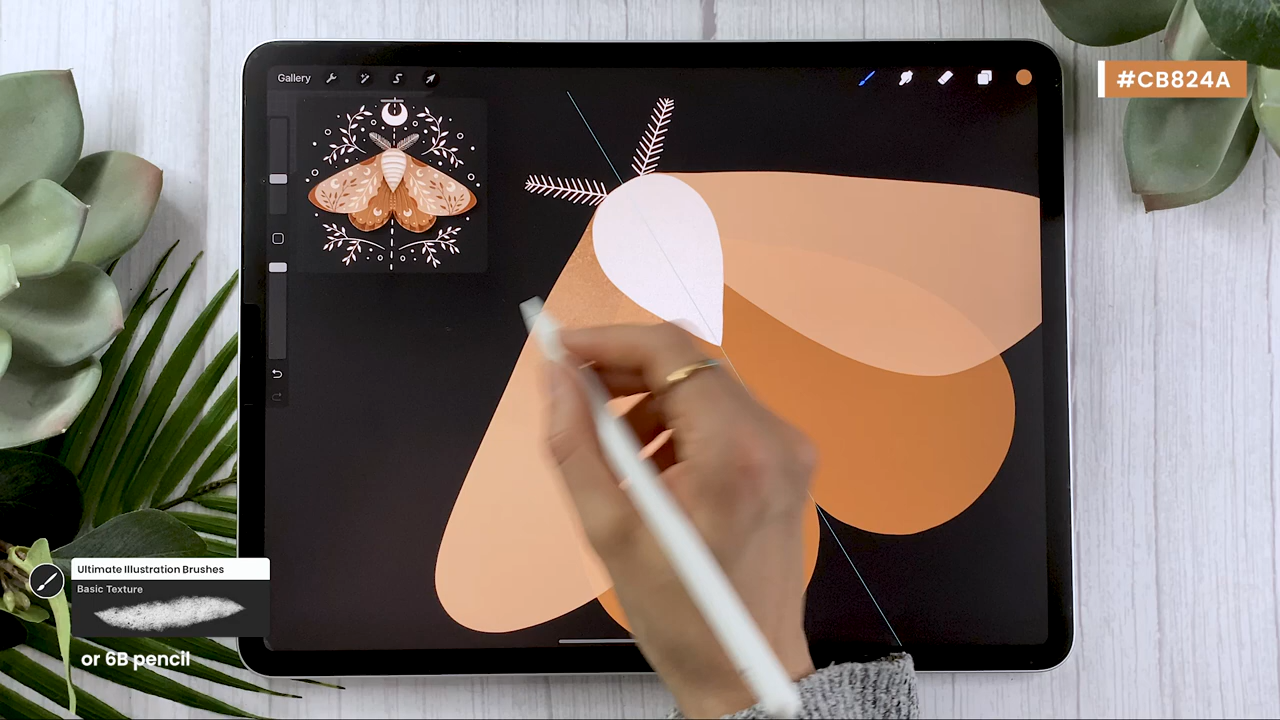 Gallery
#CB824A
Ultimate Illustration Brushes
Basic Texture
or 6B pencil